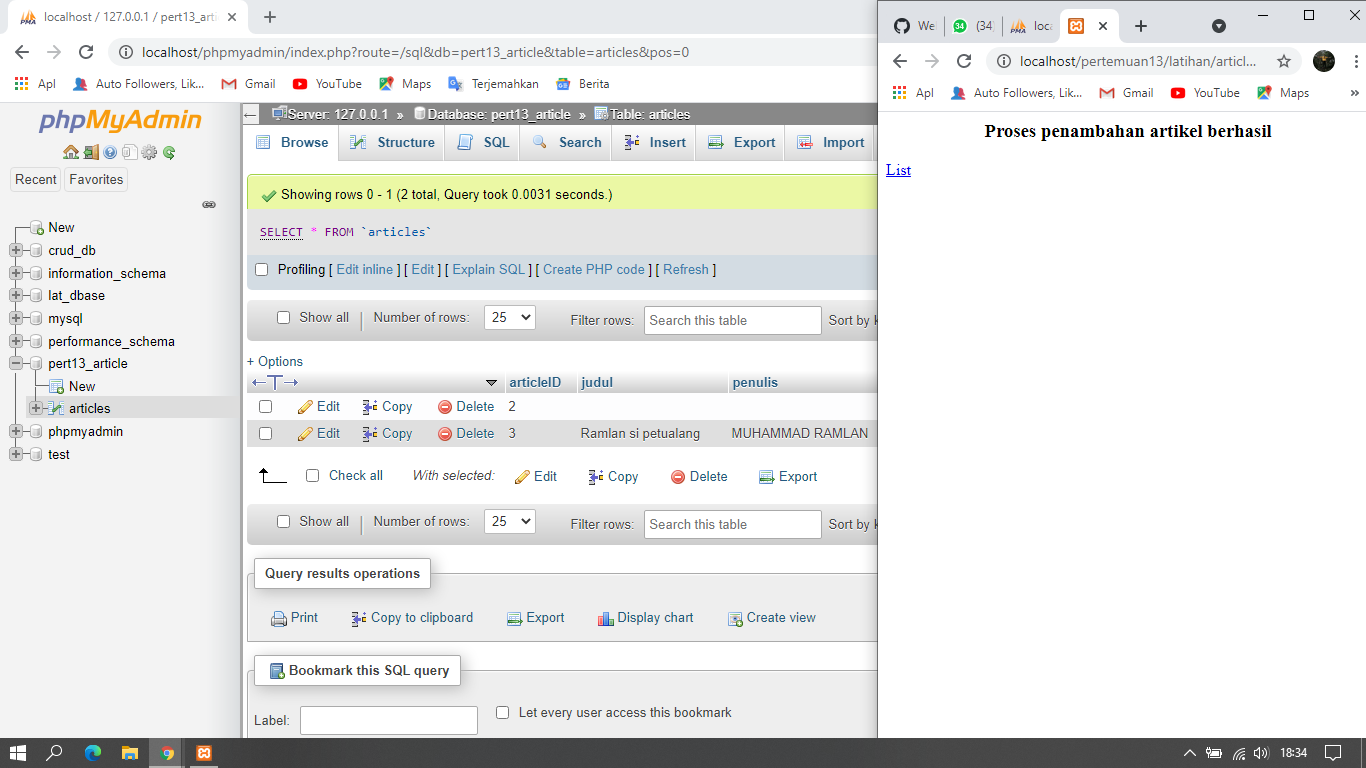 localhost / 127.0.0.1 / pert13_arti
localhost/phpmyadmin/index.php?route=/sql&db=pert13_article&table=articles&pos=0
Apl Auto Followers, Lik... Gmail YouTube Maps Terjemahkan Berita
phpMyAdmin
Recent Favorites
New
crud_db
information_schema
lat_dbase
mysql
performance_schema
pert13_article
New
articles
phpmyadmin
test
Server: 127.0.0.1 » Database: pert13_article » Table: articles
Browse Structure SQL Search Insert Export Import
Showing rows 0 - 1 (2 total, Query took 0.0031 seconds.)
SELECT * FROM `articles`
Profiling [ Edit inline ] [ Edit ] [ Explain SQL ] [ Create PHP code ] [ Refresh ]
Show all Number of rows: 25 Filter rows: Search this table Sort by k
+ Options
articleID judul penulis
Edit Copy Delete 2
Edit Copy Delete 3 Ramlan si petualang MUHAMMAD RAMLAN
Check all With selected: Edit Copy Delete Export
Show all Number of rows: 25 Filter rows: Search this table Sort by k
Query results operations
Print Copy to clipboard Export Display chart Create view
Bookmark this SQL query
Label: Let every user access this bookmark
We 34 (34) loca
localhost/pertemuan13/latihan/articl...
Apl Auto Followers, Lik... Gmail YouTube Maps »
Proses penambahan artikel berhasil
List
18:34